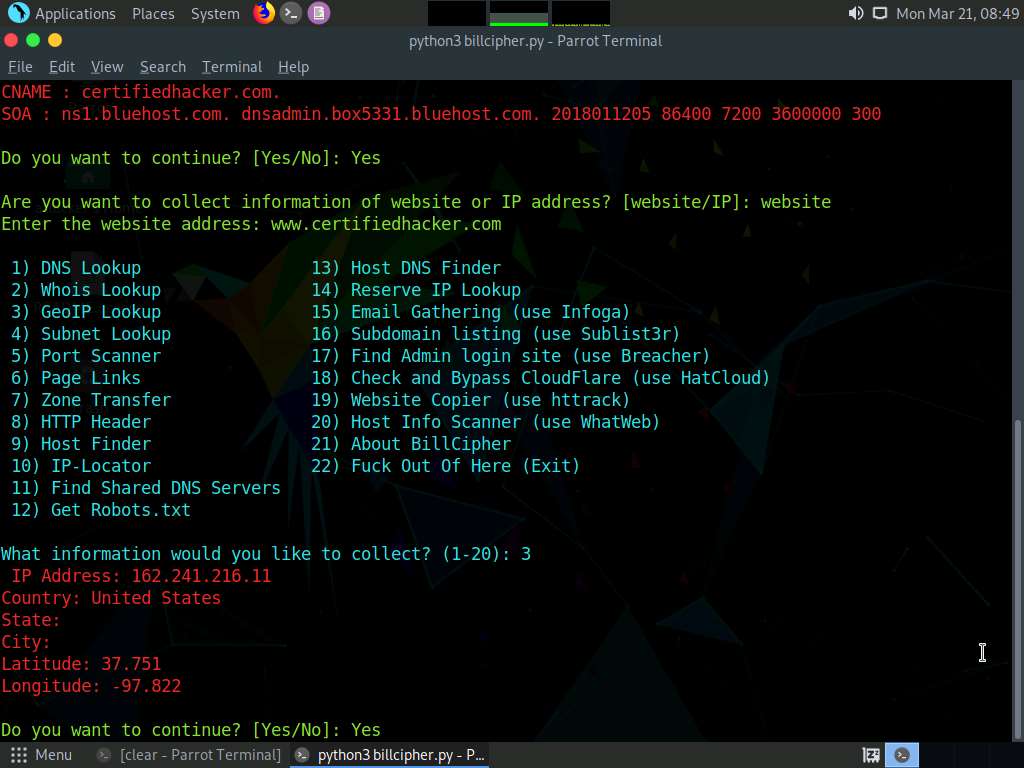 Applications Places System Mon Mar 21, 08:49
python3 billcipher.py - Parrot Terminal
File Edit View Search Terminal Help
CNAME : certifiedhacker.com.
SOA : ns1.bluehost.com. dnsadmin.box5331.bluehost.com. 2018011205 86400 7200 3600000 300
Do you want to continue? [Yes/No]: Yes
Are you want to collect information of website or IP address? [website/IP]: website
Enter the website address: www.certifiedhacker.com
1) DNS Lookup 13) Host DNS Finder
2) Whois Lookup 14) Reserve IP Lookup
3) GeoIP Lookup 15) Email Gathering (use Infoga)
4) Subnet Lookup 16) Subdomain listing (use Sublist3r)
5) Port Scanner 17) Find Admin login site (use Breacher)
6) Page Links 18) Check and Bypass CloudFlare (use HatCloud)
7) Zone Transfer 19) Website Copier (use httrack)
8) HTTP Header 20) Host Info Scanner (use WhatWeb)
9) Host Finder 21) About BillCipher
10) IP-Locator 22) Fuck Out Of Here (Exit)
11) Find Shared DNS Servers
12) Get Robots.txt
What information would you like to collect? (1-20): 3
IP Address: 162.241.216.11
Country: United States
State:
City:
Latitude: 37.751
Longitude: -97.822
Do you want to continue? [Yes/No]: Yes
Menu [clear - Parrot Terminal] python3 billcipher.py - P...